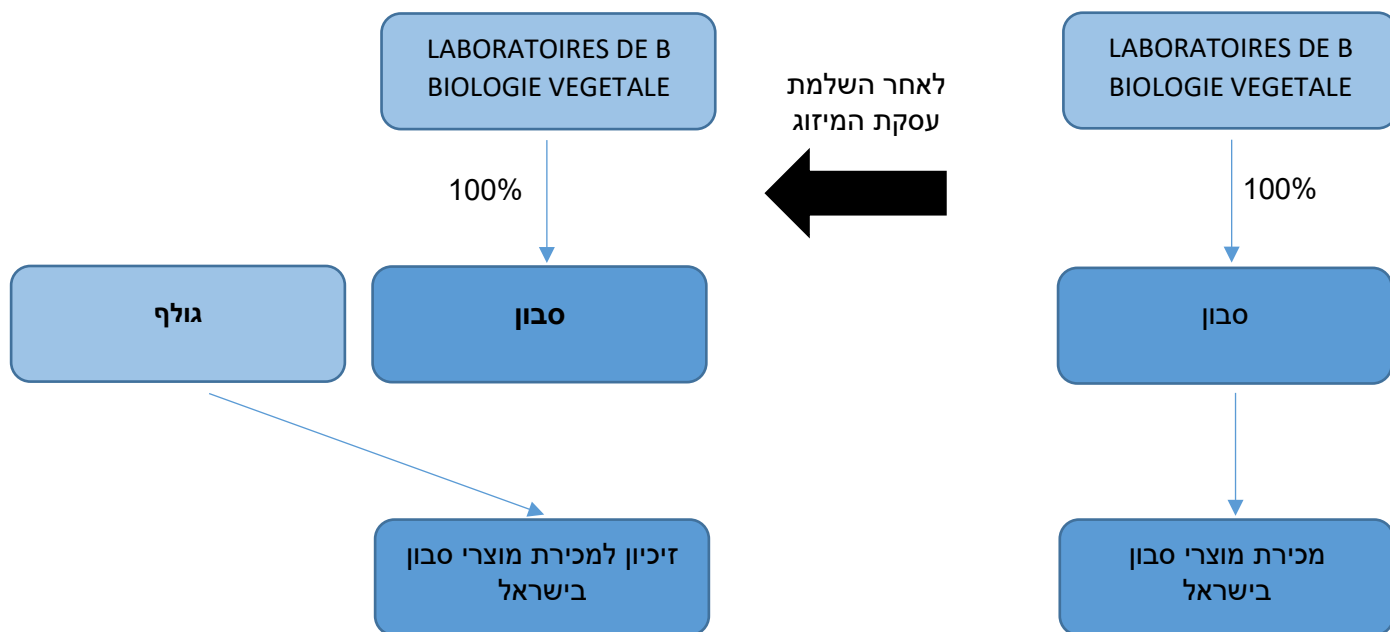 LABORATOIRES DE B
BIOLOGIE VEGETALE
100%
סבון
מכירת מוצרי סבון
בישראל
לאחר השלמת
עסקת המיזוג
LABORATOIRES DE B
BIOLOGIE VEGETALE
100%
סבון
גולף
זיכיון למכירת מוצרי סבון
בישראל